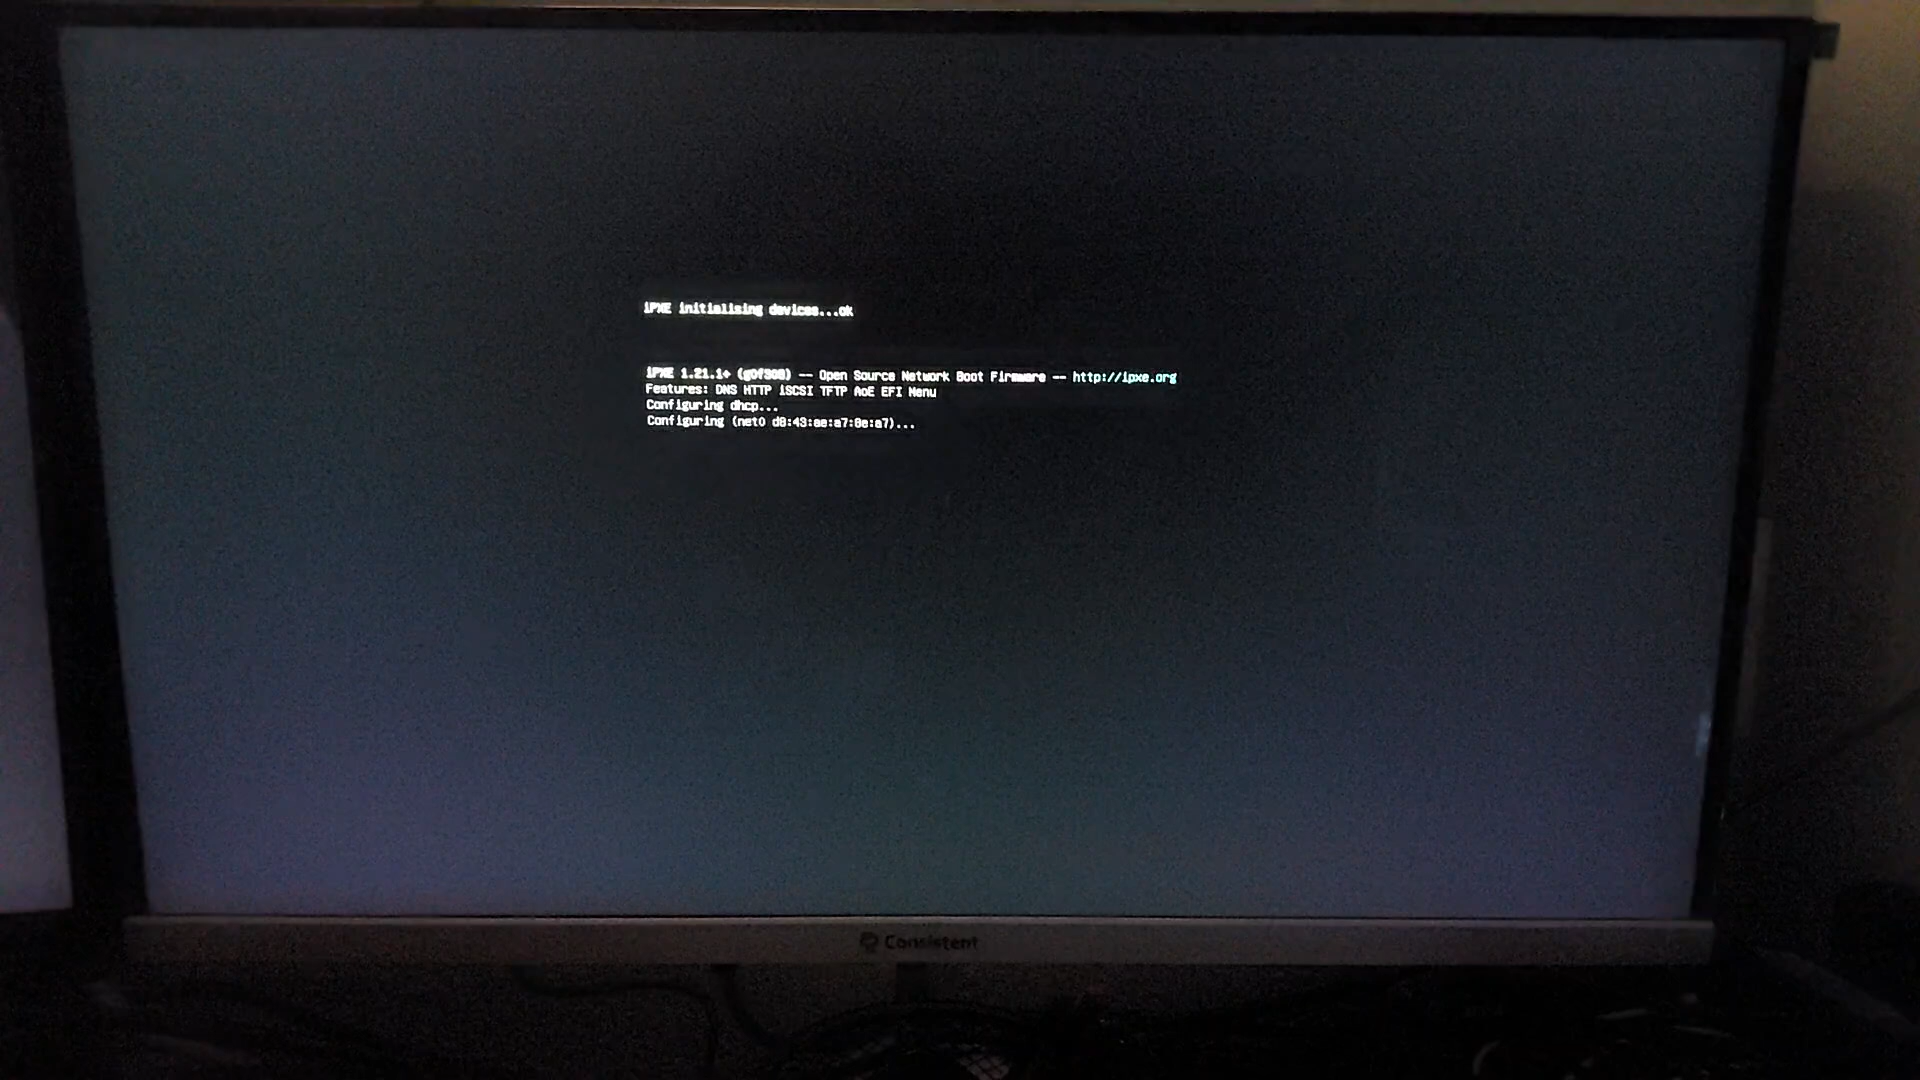 iPXE initialising devices...ok
iPXE 1.21.1+ (g0f308) -- Open Source Network Boot Firmware -- http://ipxe.org
Features: DNS HTTP iSCSI TFTP AoE EFI Menu
Configuring dhcp...
Configuring (net0 d8:43:ae:a7:8e:a7)...
Consistent